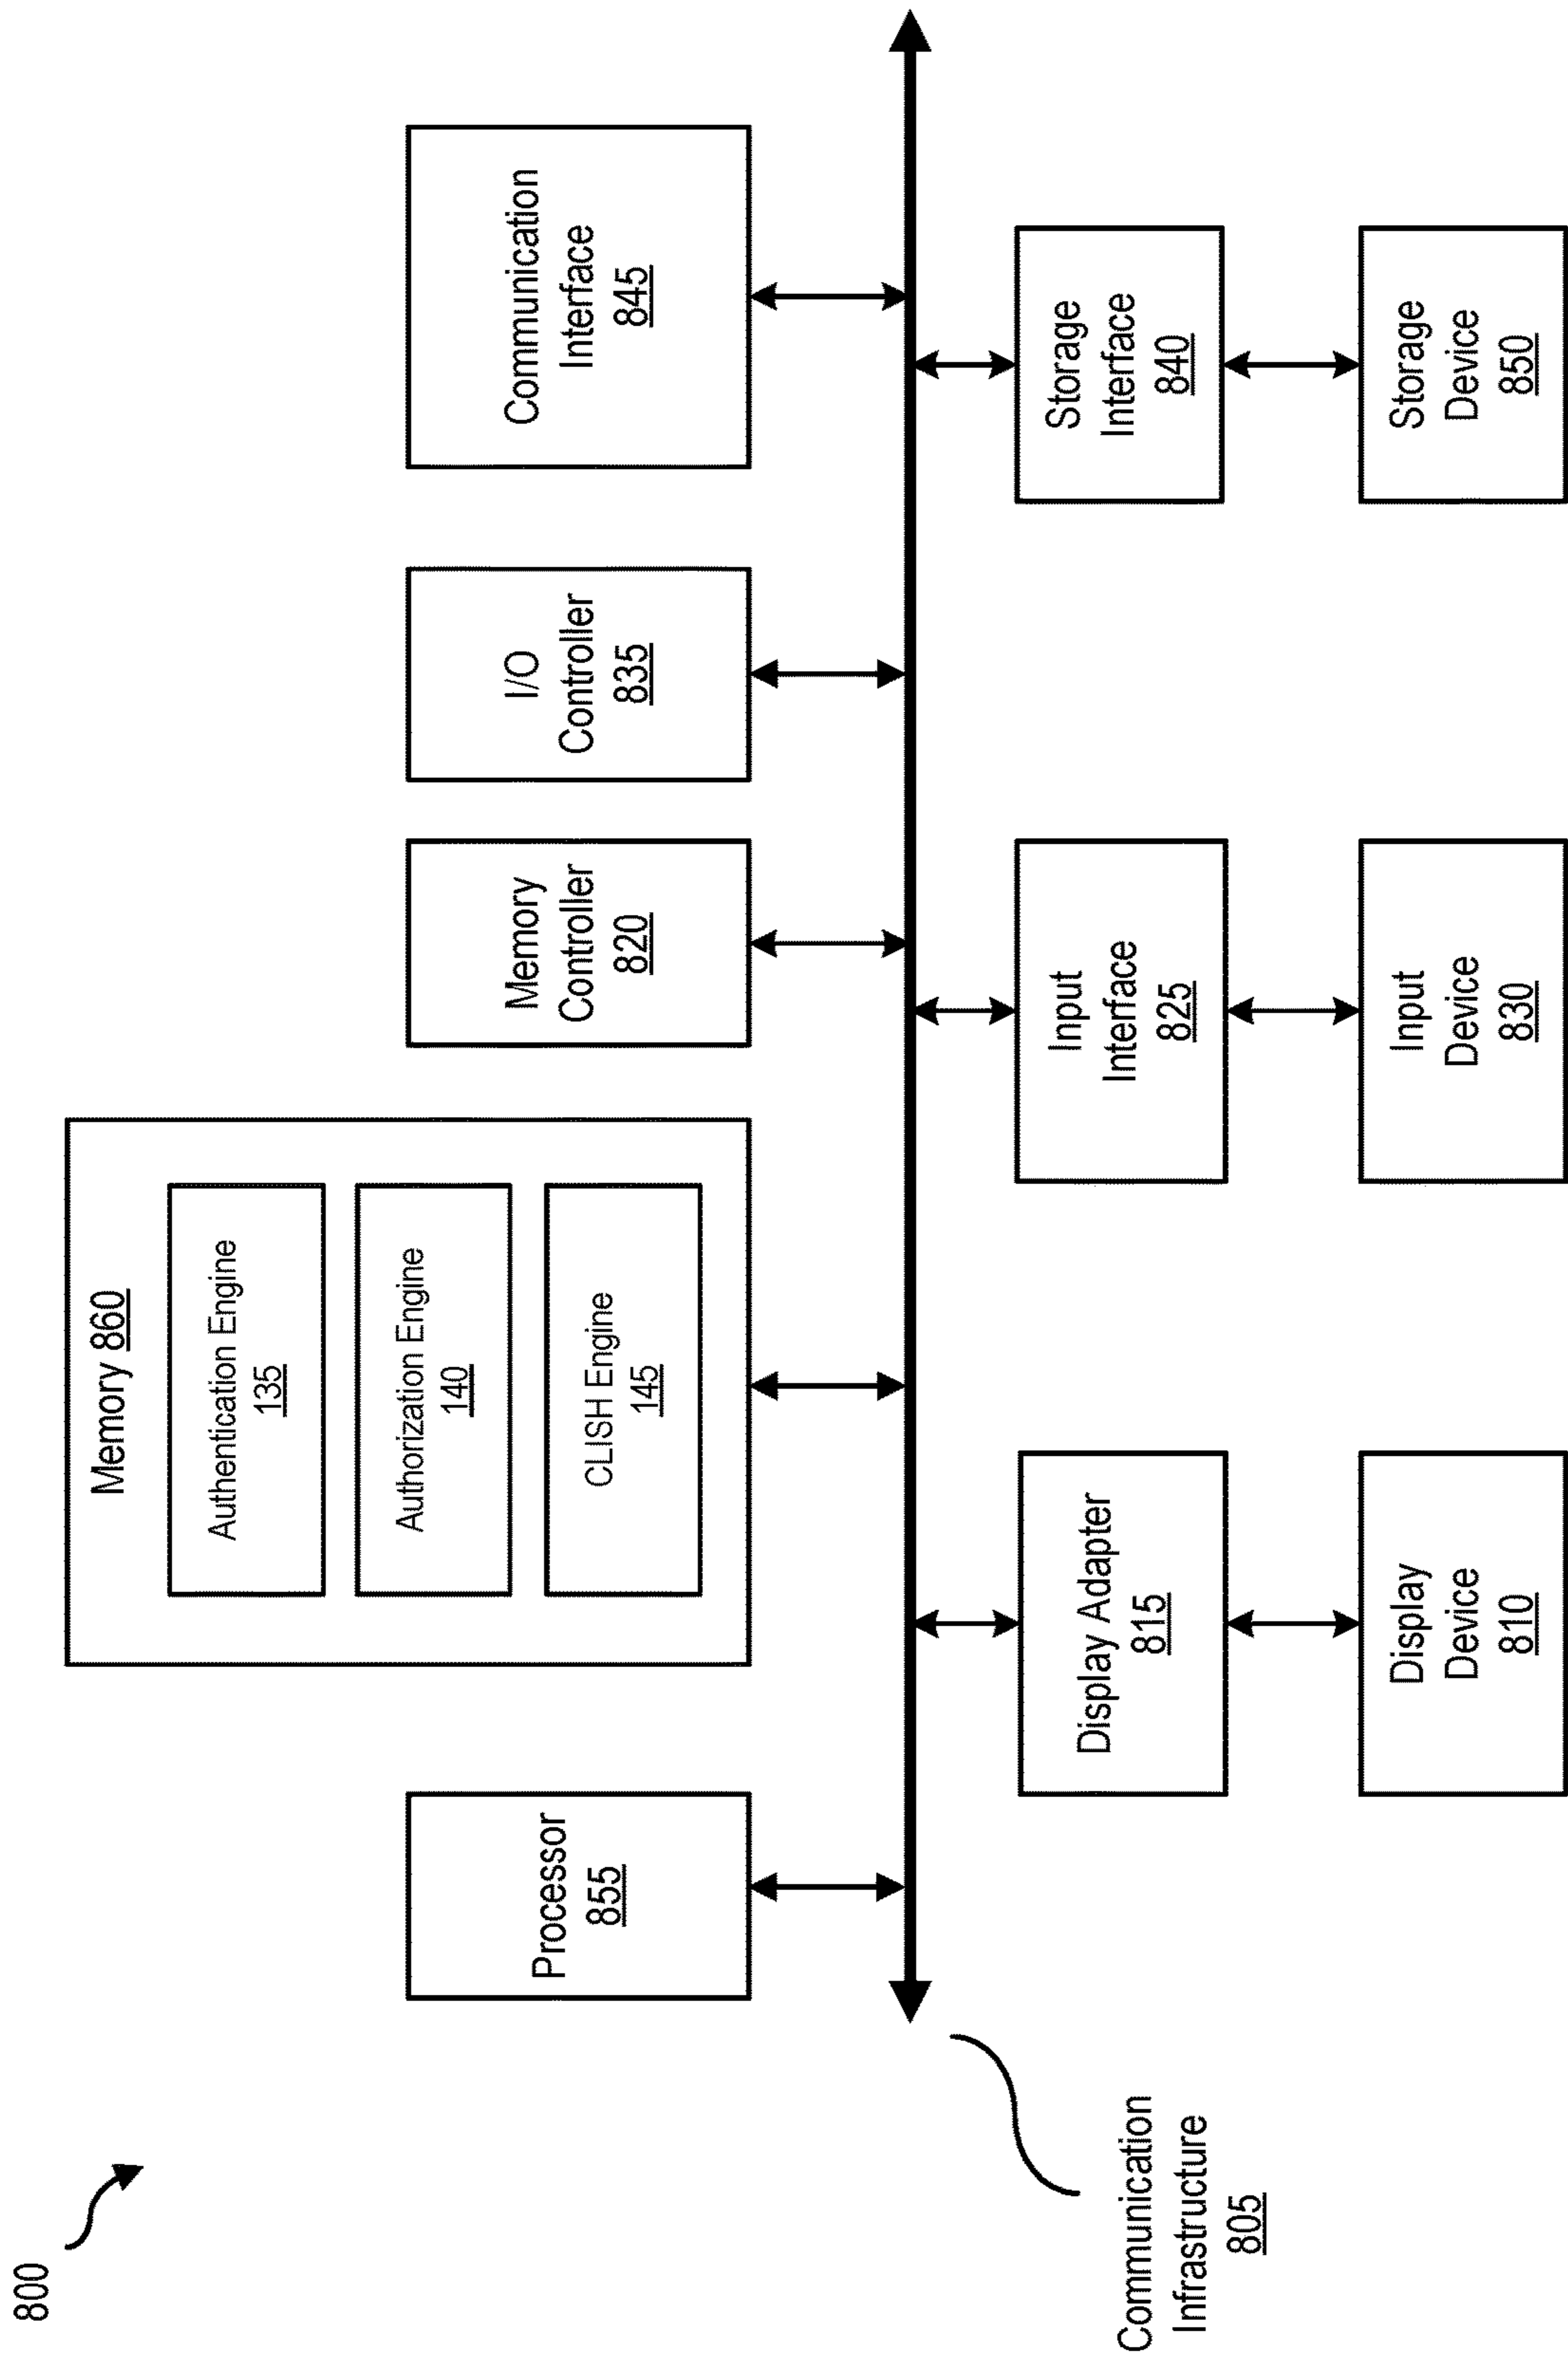 800
Processor
855
Memory 860
Authentication Engine
135
Authorization Engine
140
CLISH Engine
145
Memory
Controller
820
I/O
Controller
835
Communication
Interface
845
Communication
Infrastructure
805
Display Adapter
815
Input
Interface
825
Storage
Interface
840
Display
Device
810
Input
Device
830
Storage
Device
850